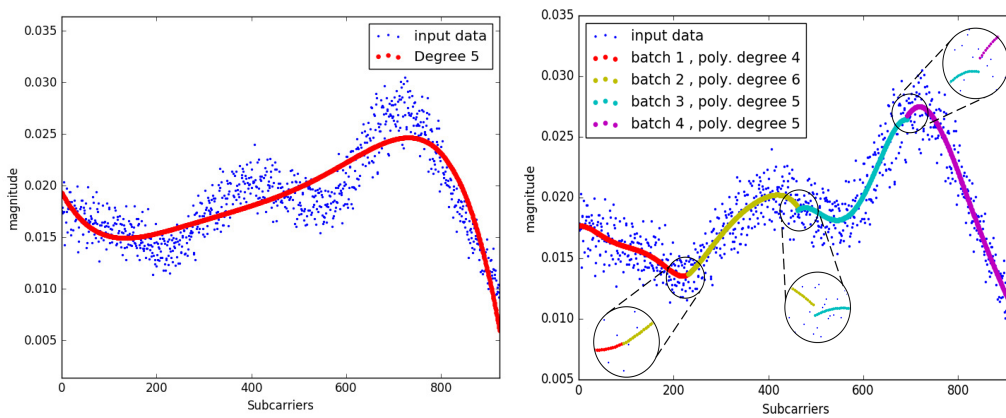 0.035
0.030
0.025
0.020
0.015
0.010
0.005
magnitude
input data
Degree 5
0
200
400
600
800
Subcarriers
0.035
0.030
0.025
0.020
0.015
0.010
0.005
magnitude
input data
batch 1 , poly. degree 4
batch 2 , poly. degree 6
batch 3 , poly. degree 5
batch 4 , poly. degree 5
0
200
400
600
800
Subcarriers